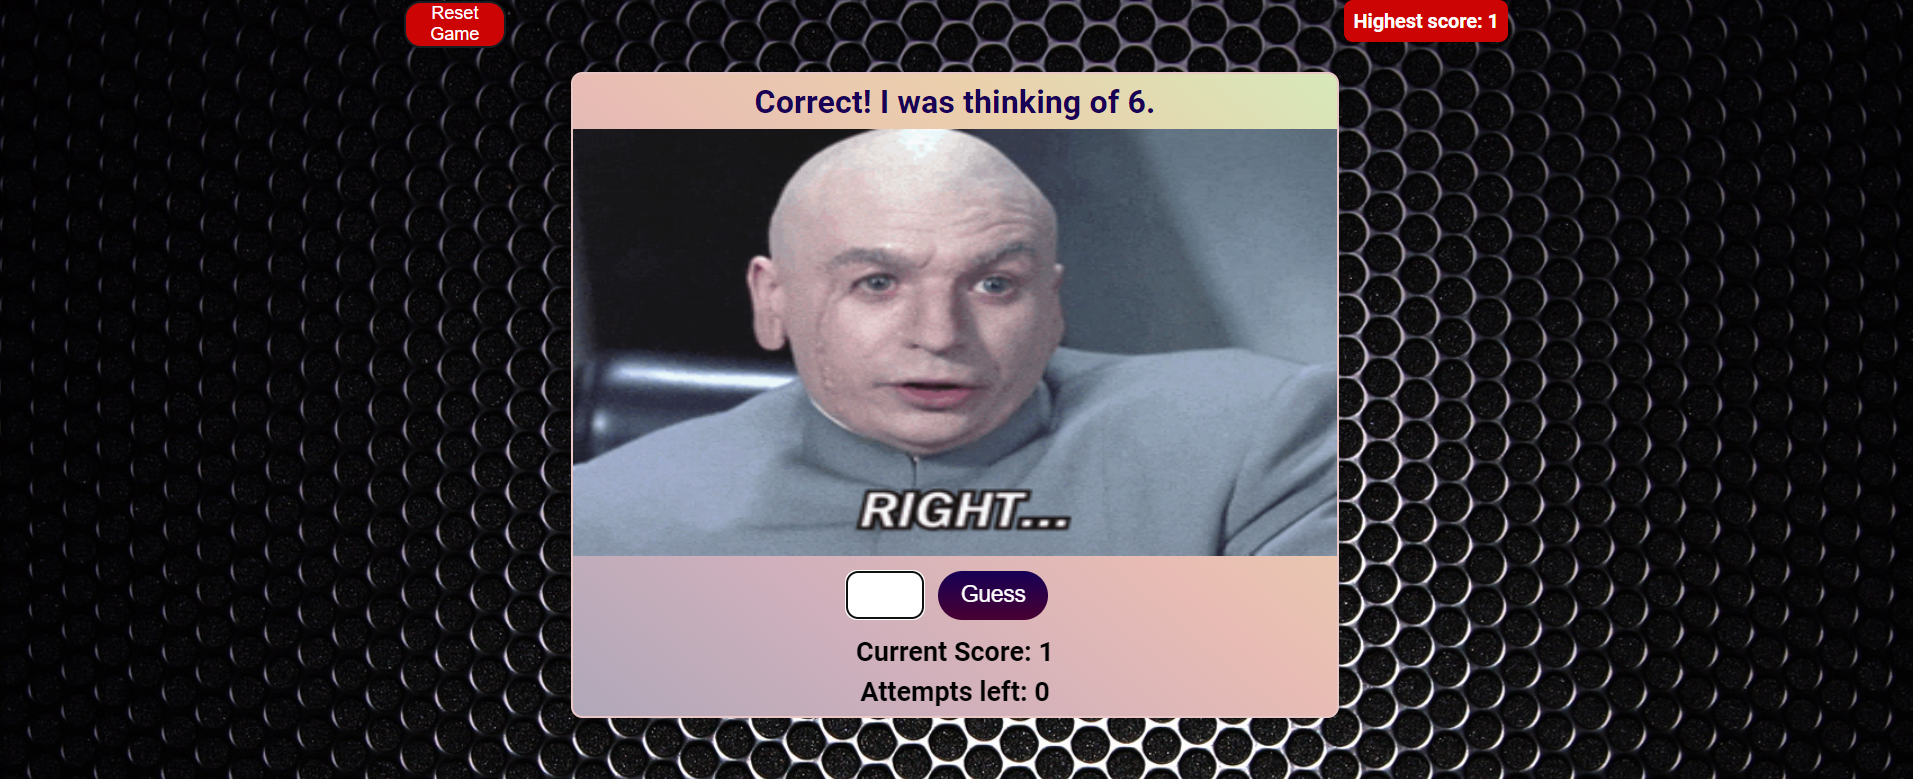 Reset
Game
Highest score: 1
Correct! I was thinking of 6.
RIGHT...
Guess
Current Score: 1
Attempts left: 0